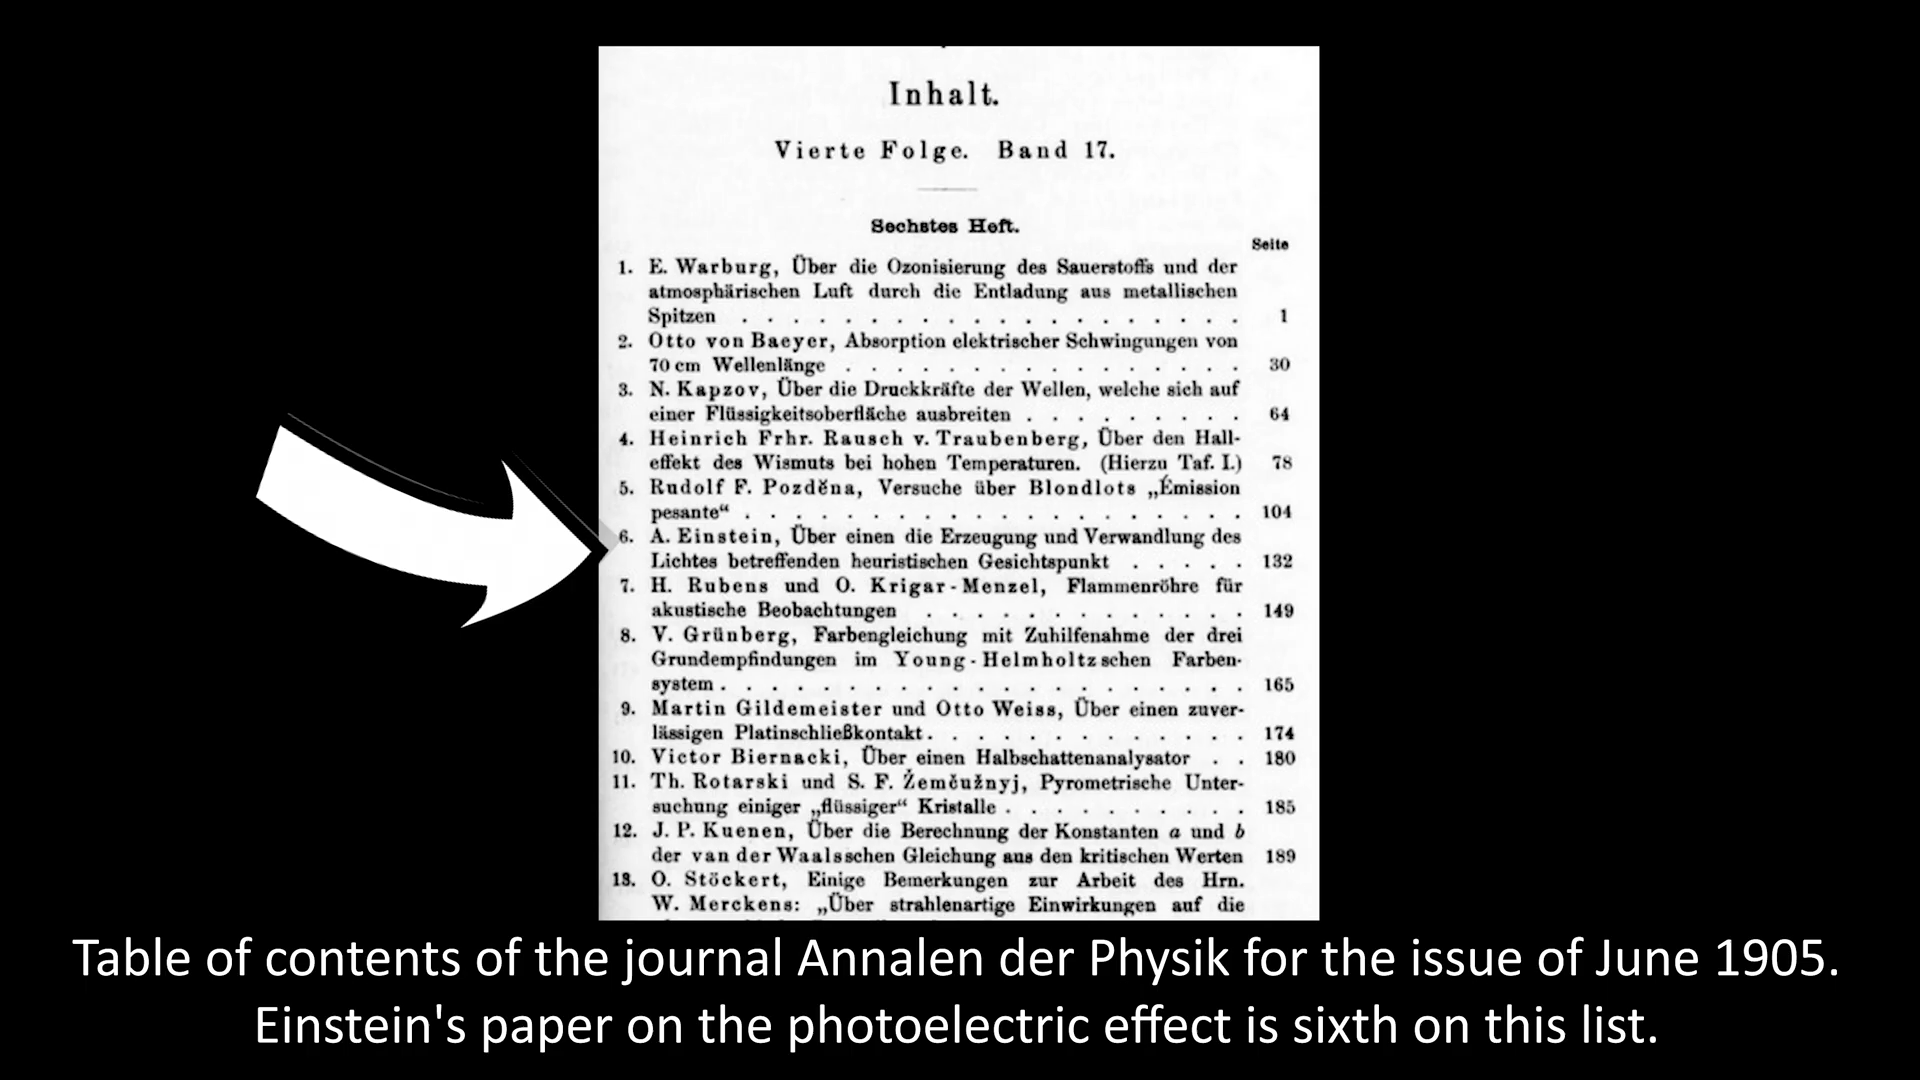 Inhalt.
Vierte Folge. Band 17.
Sechstes Heft.
Seite
1. E. Warburg, Über die Ozonisierung des Sauerstoffs und der
atmosphärischen Luft durch die Entladung aus metallischen
Spitzen . . . . . . . . . . . . . . . . . . . . 1
2. Otto von Baeyer, Absorption elektrischer Schwingungen von
70 cm Wellenlänge . . . . . . . . . . . . . . . 30
3. N. Kapzov, Über die Druckkräfte der Wellen, welche sich auf
einer Flüssigkeitsoberfläche ausbreiten . . . . . . . . . 64
4. Heinrich Frhr. Rausch v. Traubenberg, Über den Hall-
effekt des Wismuts bei hohen Temperaturen. (Hierzu Taf. I.) 78
5. Rudolf F. Pozděna, Versuche über Blondlots „Émission
pesante“ . . . . . . . . . . . . . . . . . . . 104
6. A. Einstein, Über einen die Erzeugung und Verwandlung des
Lichtes betreffenden heuristischen Gesichtspunkt . . . . . 132
7. H. Rubens und O. Krigar-Menzel, Flammenröhre für
akustische Beobachtungen . . . . . . . . . . . . 149
8. V. Grünberg, Farbengleichung mit Zuhilfenahme der drei
Grundempfindungen im Young-Helmholtzschen Farben-
system . . . . . . . . . . . . . . . . . . . . 165
9. Martin Gildemeister und Otto Weiss, Über einen zuver-
lässigen Platinschließkontakt . . . . . . . . . . . . 174
10. Victor Biernacki, Über einen Halbschattenanalysator . . 180
11. Th. Rotarski und S. F. Žemčužnyj, Pyrometrische Unter-
suchung einiger „flüssiger“ Kristalle . . . . . . . . . . 185
12. J. P. Kuenen, Über die Berechnung der Konstanten a und b
der van der Waalsschen Gleichung aus den kritischen Werten 189
13. O. Stöckert, Einige Bemerkungen zur Arbeit des Hrn.
W. Merckens: „Über strahlenartige Einwirkungen auf die
Table of contents of the journal Annalen der Physik for the issue of June 1905.
Einstein's paper on the photoelectric effect is sixth on this list.